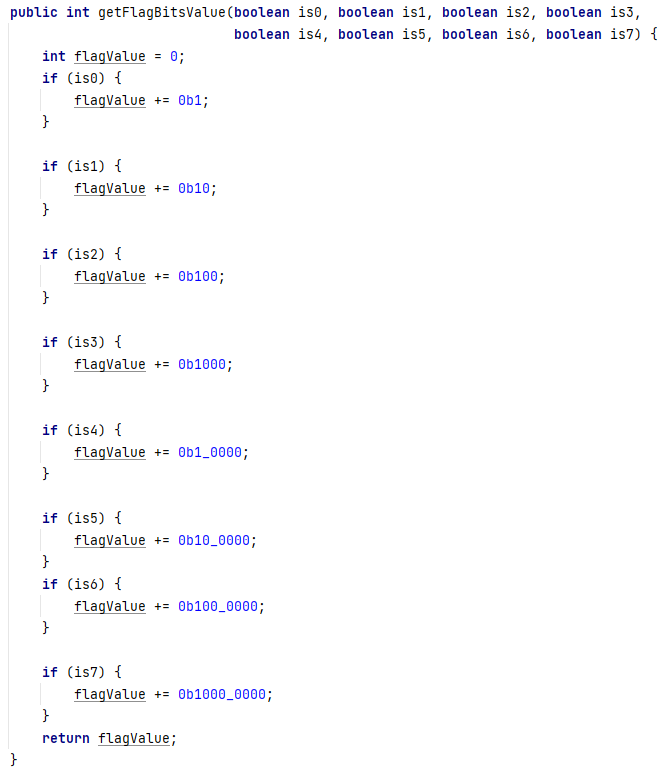 public int getFlagBitsValue(boolean is0, boolean is1, boolean is2, boolean is3,
                            boolean is4, boolean is5, boolean is6, boolean is7) {
    int flagValue = 0;
    if (is0) {
        flagValue += 0b1;
    }

    if (is1) {
        flagValue += 0b10;
    }

    if (is2) {
        flagValue += 0b100;
    }

    if (is3) {
        flagValue += 0b1000;
    }

    if (is4) {
        flagValue += 0b1_0000;
    }

    if (is5) {
        flagValue += 0b10_0000;
    }
    if (is6) {
        flagValue += 0b100_0000;
    }

    if (is7) {
        flagValue += 0b1000_0000;
    }
    return flagValue;
}